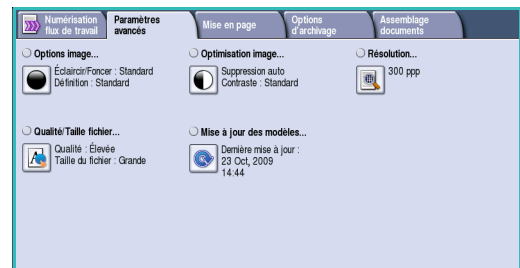 Numérisation
flux de travail
Paramètres
avancés
Mise en page
Options
d'archivage
Assemblage
documents
Options image...
Éclaircir/Foncer : Standard
Définition : Standard
Optimisation image...
Suppression auto
Contraste : Standard
Résolution...
300 ppp
Qualité/Taille fichier...
Qualité : Élevée
Taille du fichier : Grande
Mise à jour des modèles...
Dernière mise à jour :
23 Oct, 2009
14:44